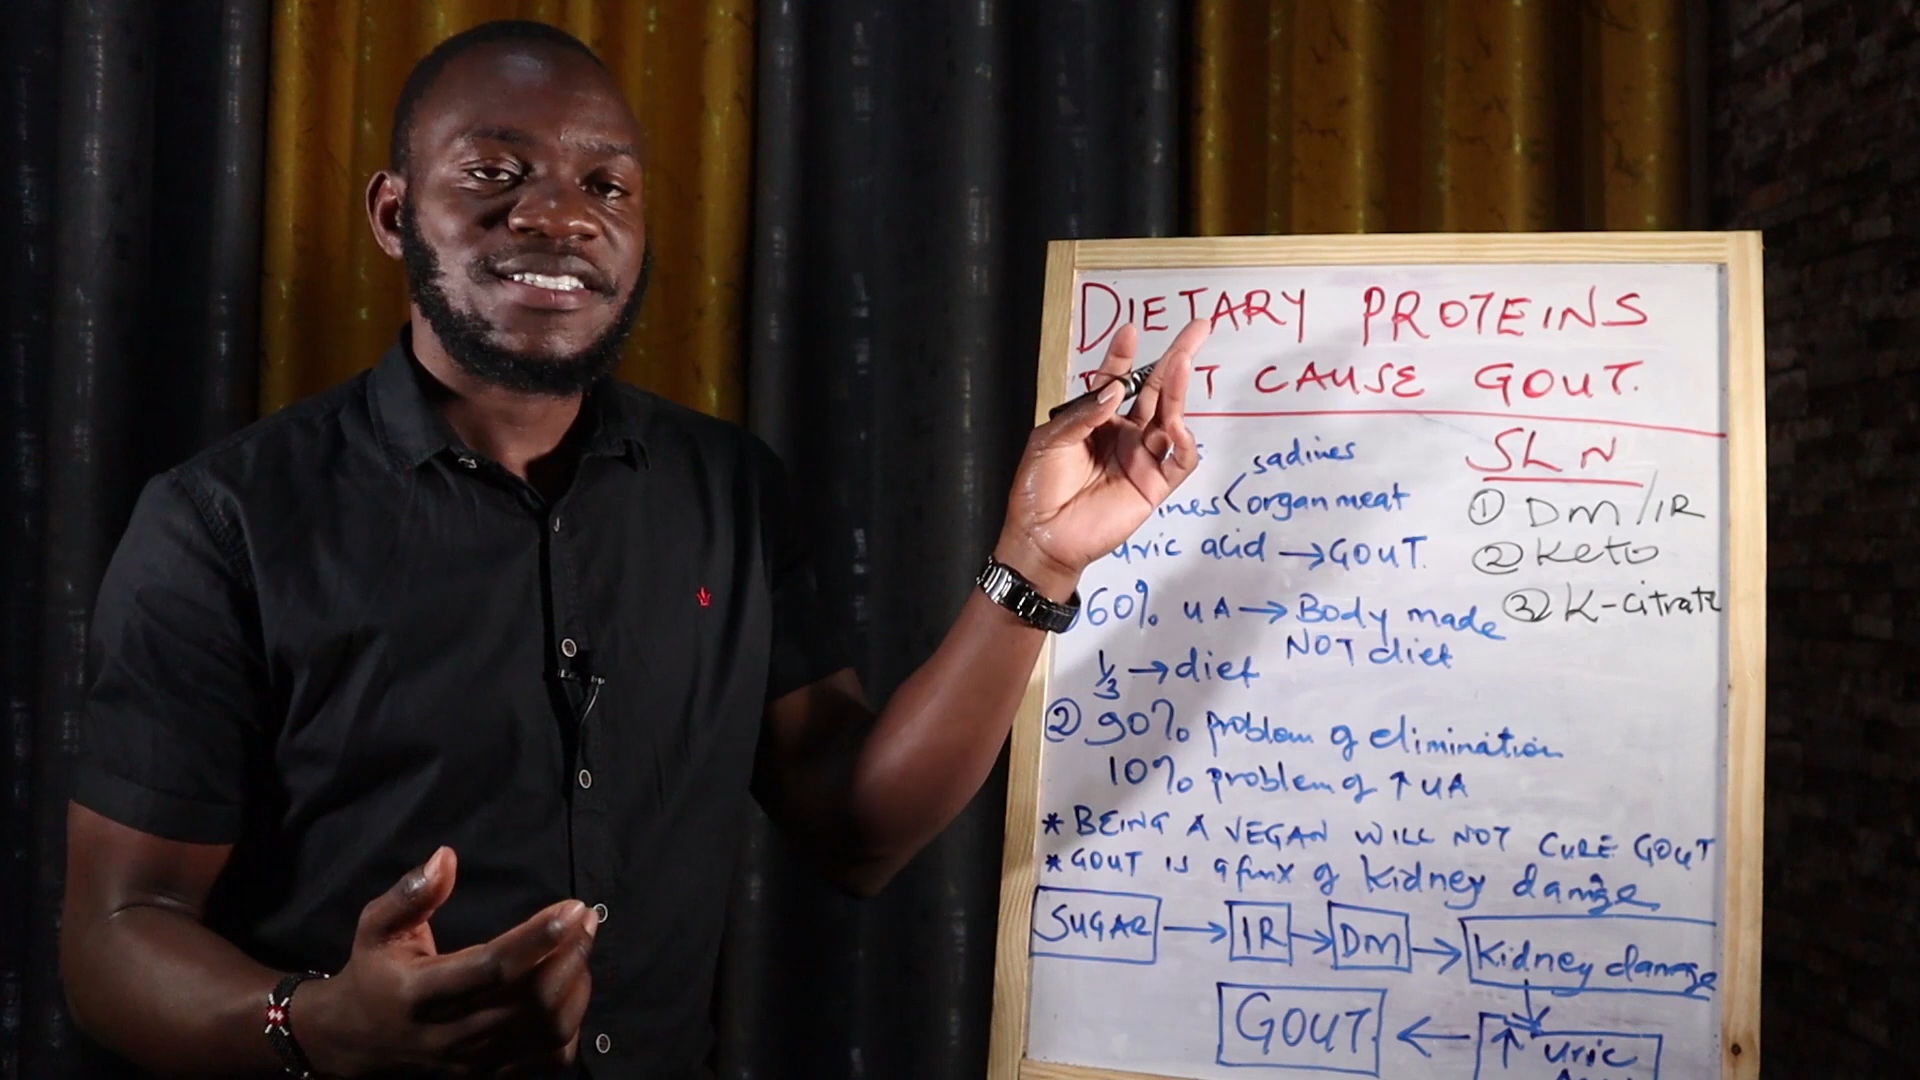 DIETARY PROTEINS
T CAUSE GOUT.
sadines
ines organ meat
uric acid → GOUT.
60% UA → Body made
NOT diet
1/3 → diet
② 90% problem of elimination
10% problem of ↑ UA
* BEING A VEGAN WILL NOT CURE GOUT
* GOUT IS a funx of kidney damage
SUGAR → IR → DM → Kidney damage
↑ uric
GOUT ←
SLN
① DM/IR
② Keto
③ K-citrate